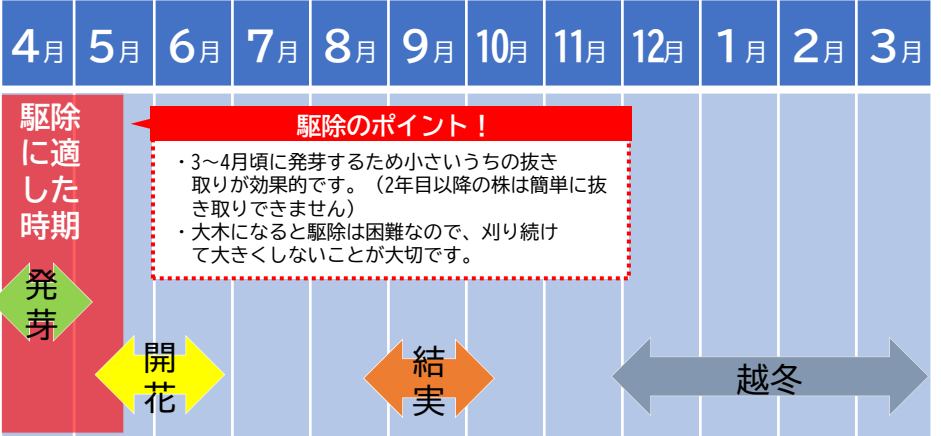 4月 5月 6月 7月 8月 9月 10月 11月 12月 1月 2月 3月
駆除
に適
した
時期
駆除のポイント！
・3～4月頃に発芽するため小さいうちの抜き
取りが効果的です。（2年目以降の株は簡単に抜
き取りできません）
・大木になると駆除は困難なので、刈り続け
て大きくしないことが大切です。
発
芽
開
花
結
実
越冬